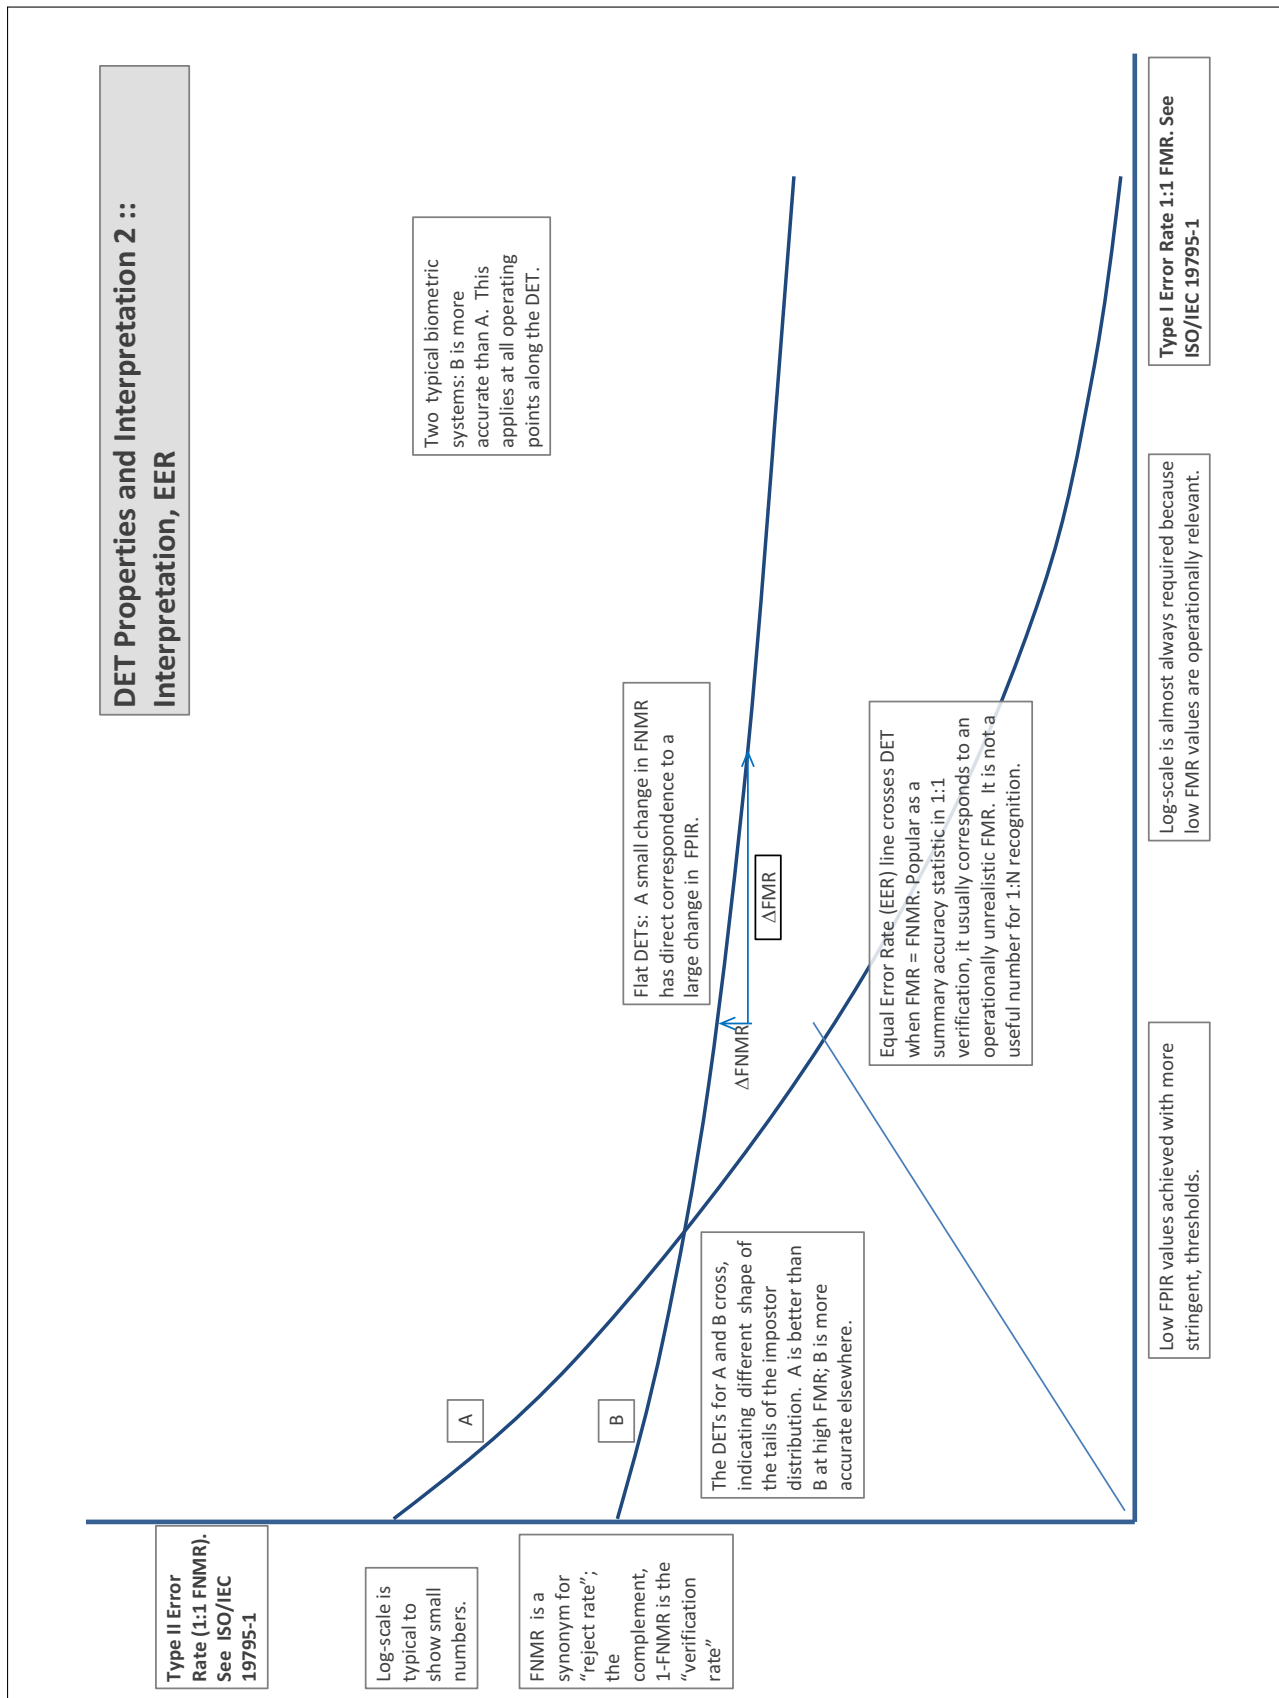 DET Properties and Interpretation 2 ::
Interpretation, EER
Type II Error
Rate (1:1 FNMR).
See ISO/IEC
19795-1
Log-scale is
typical to
show small
numbers.
FNMR is a
synonym for
“reject rate”;
the
complement,
1-FNMR is the
“verification
rate”
A
B
Two typical biometric
systems: B is more
accurate than A. This
applies at all operating
points along the DET.
Flat DETs: A small change in FNMR
has direct correspondence to a
large change in FPIR.
ΔFNMR
ΔFMR
The DETs for A and B cross,
indicating different shape of
the tails of the impostor
distribution. A is better than
B at high FMR; B is more
accurate elsewhere.
Equal Error Rate (EER) line crosses DET
when FMR = FNMR. Popular as a
summary accuracy statistic in 1:1
verification, it usually corresponds to an
operationally unrealistic FMR. It is not a
useful number for 1:N recognition.
Low FPIR values achieved with more
stringent, thresholds.
Log-scale is almost always required because
low FMR values are operationally relevant.
Type I Error Rate 1:1 FMR. See
ISO/IEC 19795-1